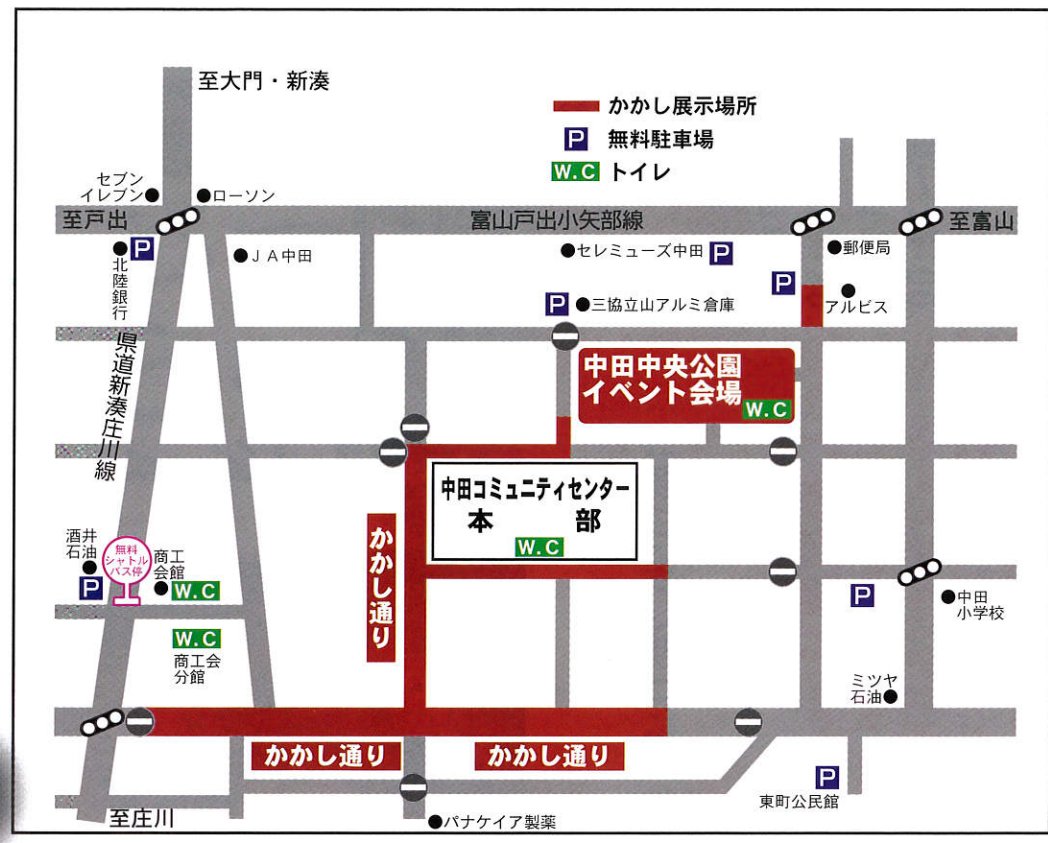 至大門・新湊
かかし展示場所
P 無料駐車場
W.C トイレ
セブン
イレブン
ローソン
至戸出
富山戸出小矢部線
至富山
北陸銀行
P
JA中田
セレミューズ中田
P
郵便局
P
三協立山アルミ倉庫
P
アルビス
県道新湊庄川線
中田中央公園
イベント会場
W.C
中田コミュニティセンター
本部
W.C
かかし通り
酒井
石油
P
無料
シャトル
バス停
商工
会館
W.C
W.C
商工会
分館
P
中田
小学校
ミツヤ
石油
かかし通り
かかし通り
P
東町公民館
至庄川
パナケイア製薬